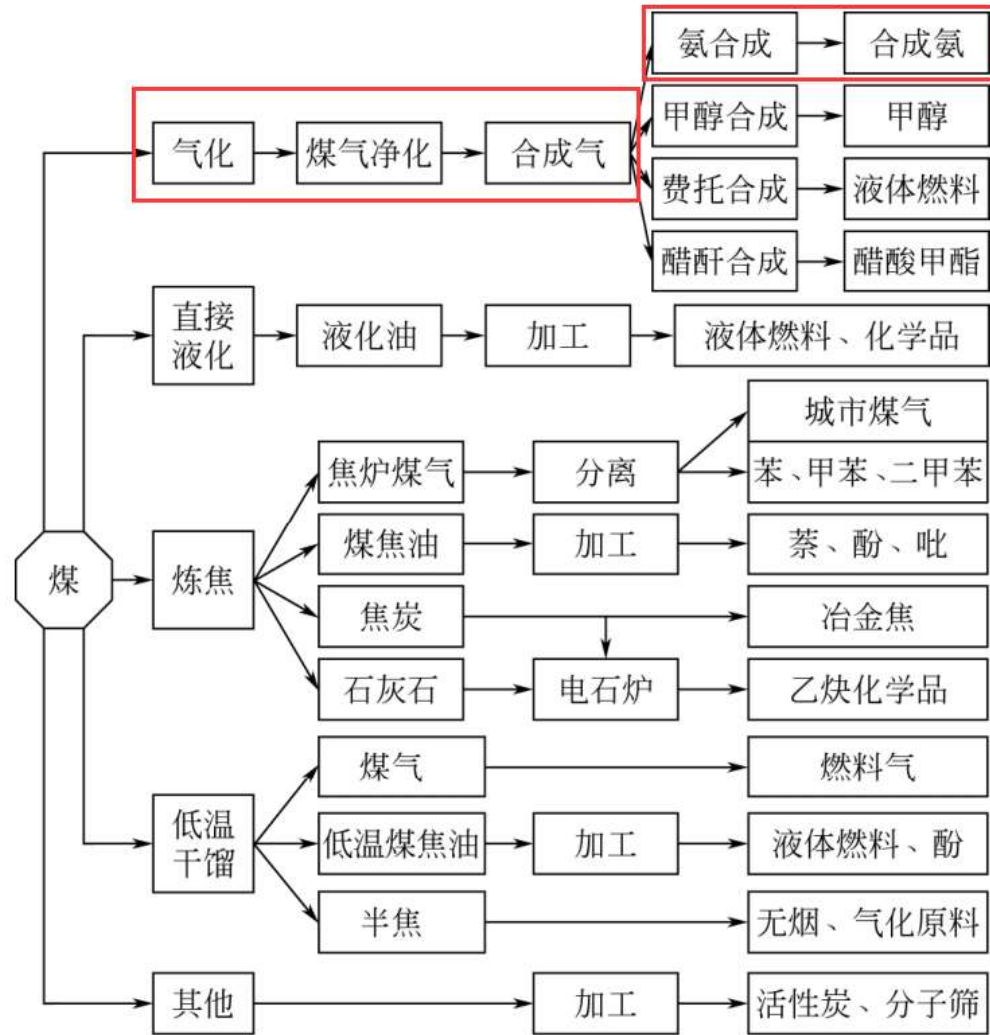 氨合成
合成氨
气化
煤气净化
合成气
甲醇合成
甲醇
费托合成
液体燃料
醋酐合成
醋酸甲酯
直接
液化
液化油
加工
液体燃料、化学品
煤
炼焦
焦炉煤气
分离
城市煤气
苯、甲苯、二甲苯
煤焦油
加工
萘、酚、吡
焦炭
冶金焦
石灰石
电石炉
乙炔化学品
低温
干馏
煤气
燃料气
低温煤焦油
加工
液体燃料、酚
半焦
无烟、气化原料
其他
加工
活性炭、分子筛